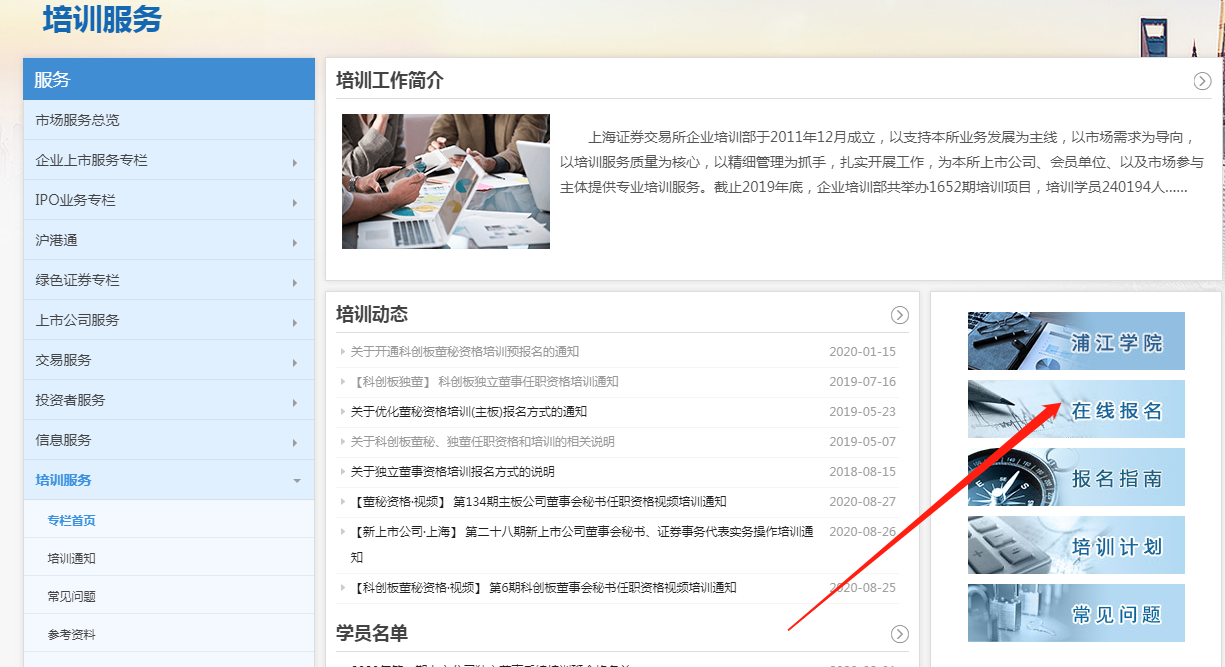 培训服务
服务
市场服务总览
企业上市服务专栏
IPO业务专栏
沪港通
绿色证券专栏
上市公司服务
交易服务
投资者服务
信息服务
培训服务
专栏首页
培训通知
常见问题
参考资料
培训工作简介
上海证券交易所企业培训部于2011年12月成立，以支持本所业务发展为主线，以市场需求为导向，
以培训服务质量为核心，以精细管理为抓手，扎实开展工作，为本所上市公司、会员单位、以及市场参与
主体提供专业培训服务。截止2019年底，企业培训部共举办1652期培训项目，培训学员240194人......
培训动态
关于开通科创板董秘资格培训预报名的通知 2020-01-15
【科创板独董】 科创板独立董事任职资格培训通知 2019-07-16
关于优化董秘资格培训(主板)报名方式的通知 2019-05-23
关于科创板董秘、独董任职资格和培训的相关说明 2019-05-07
关于独立董事资格培训报名方式的说明 2018-08-15
【董秘资格·视频】 第134期主板公司董事会秘书任职资格视频培训通知 2020-08-27
【新上市公司·上海】 第二十八期新上市公司董事会秘书、证券事务代表实务操作培训通 2020-08-26
知
【科创板董秘资格·视频】 第6期科创板董事会秘书任职资格视频培训通知 2020-08-25
学员名单
浦江学院
在线报名
报名指南
培训计划
常见问题